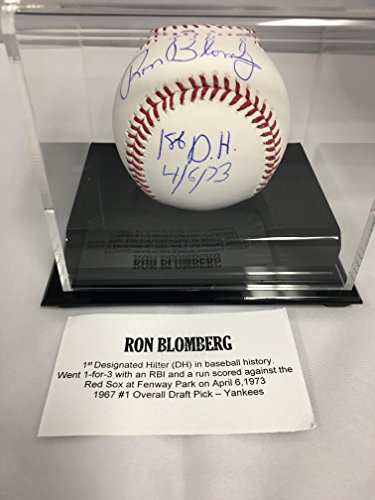 Ron Blomberg
1st D.H.
4/6/73
RON BLOMBERG
RON BLOMBERG
1st Designated Hitter (DH) in baseball history.
Went 1-for-3 with an RBI and a run scored against the
Red Sox at Fenway Park on April 6,1973
1967 #1 Overall Draft Pick – Yankees